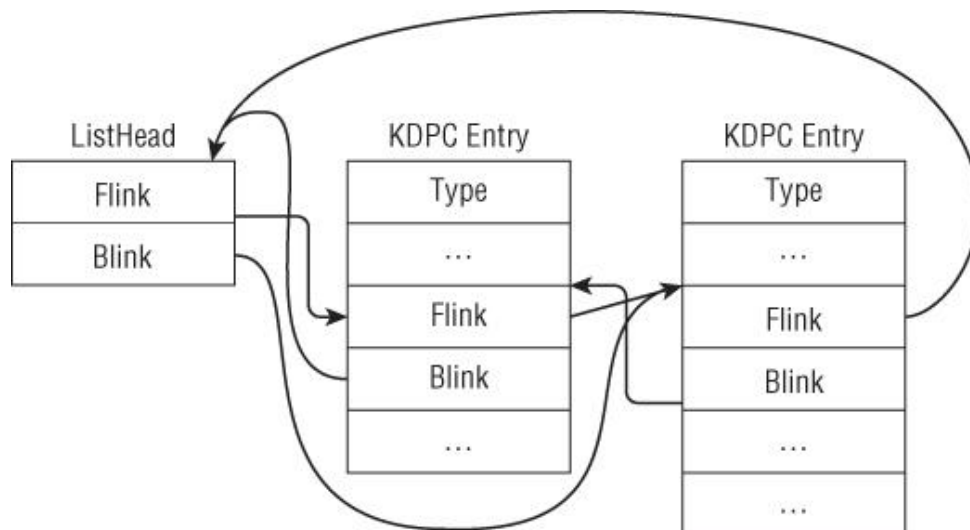 ListHead
Flink
Blink
KDPC Entry
Type
...
Flink
Blink
...
KDPC Entry
Type
...
Flink
Blink
...
...